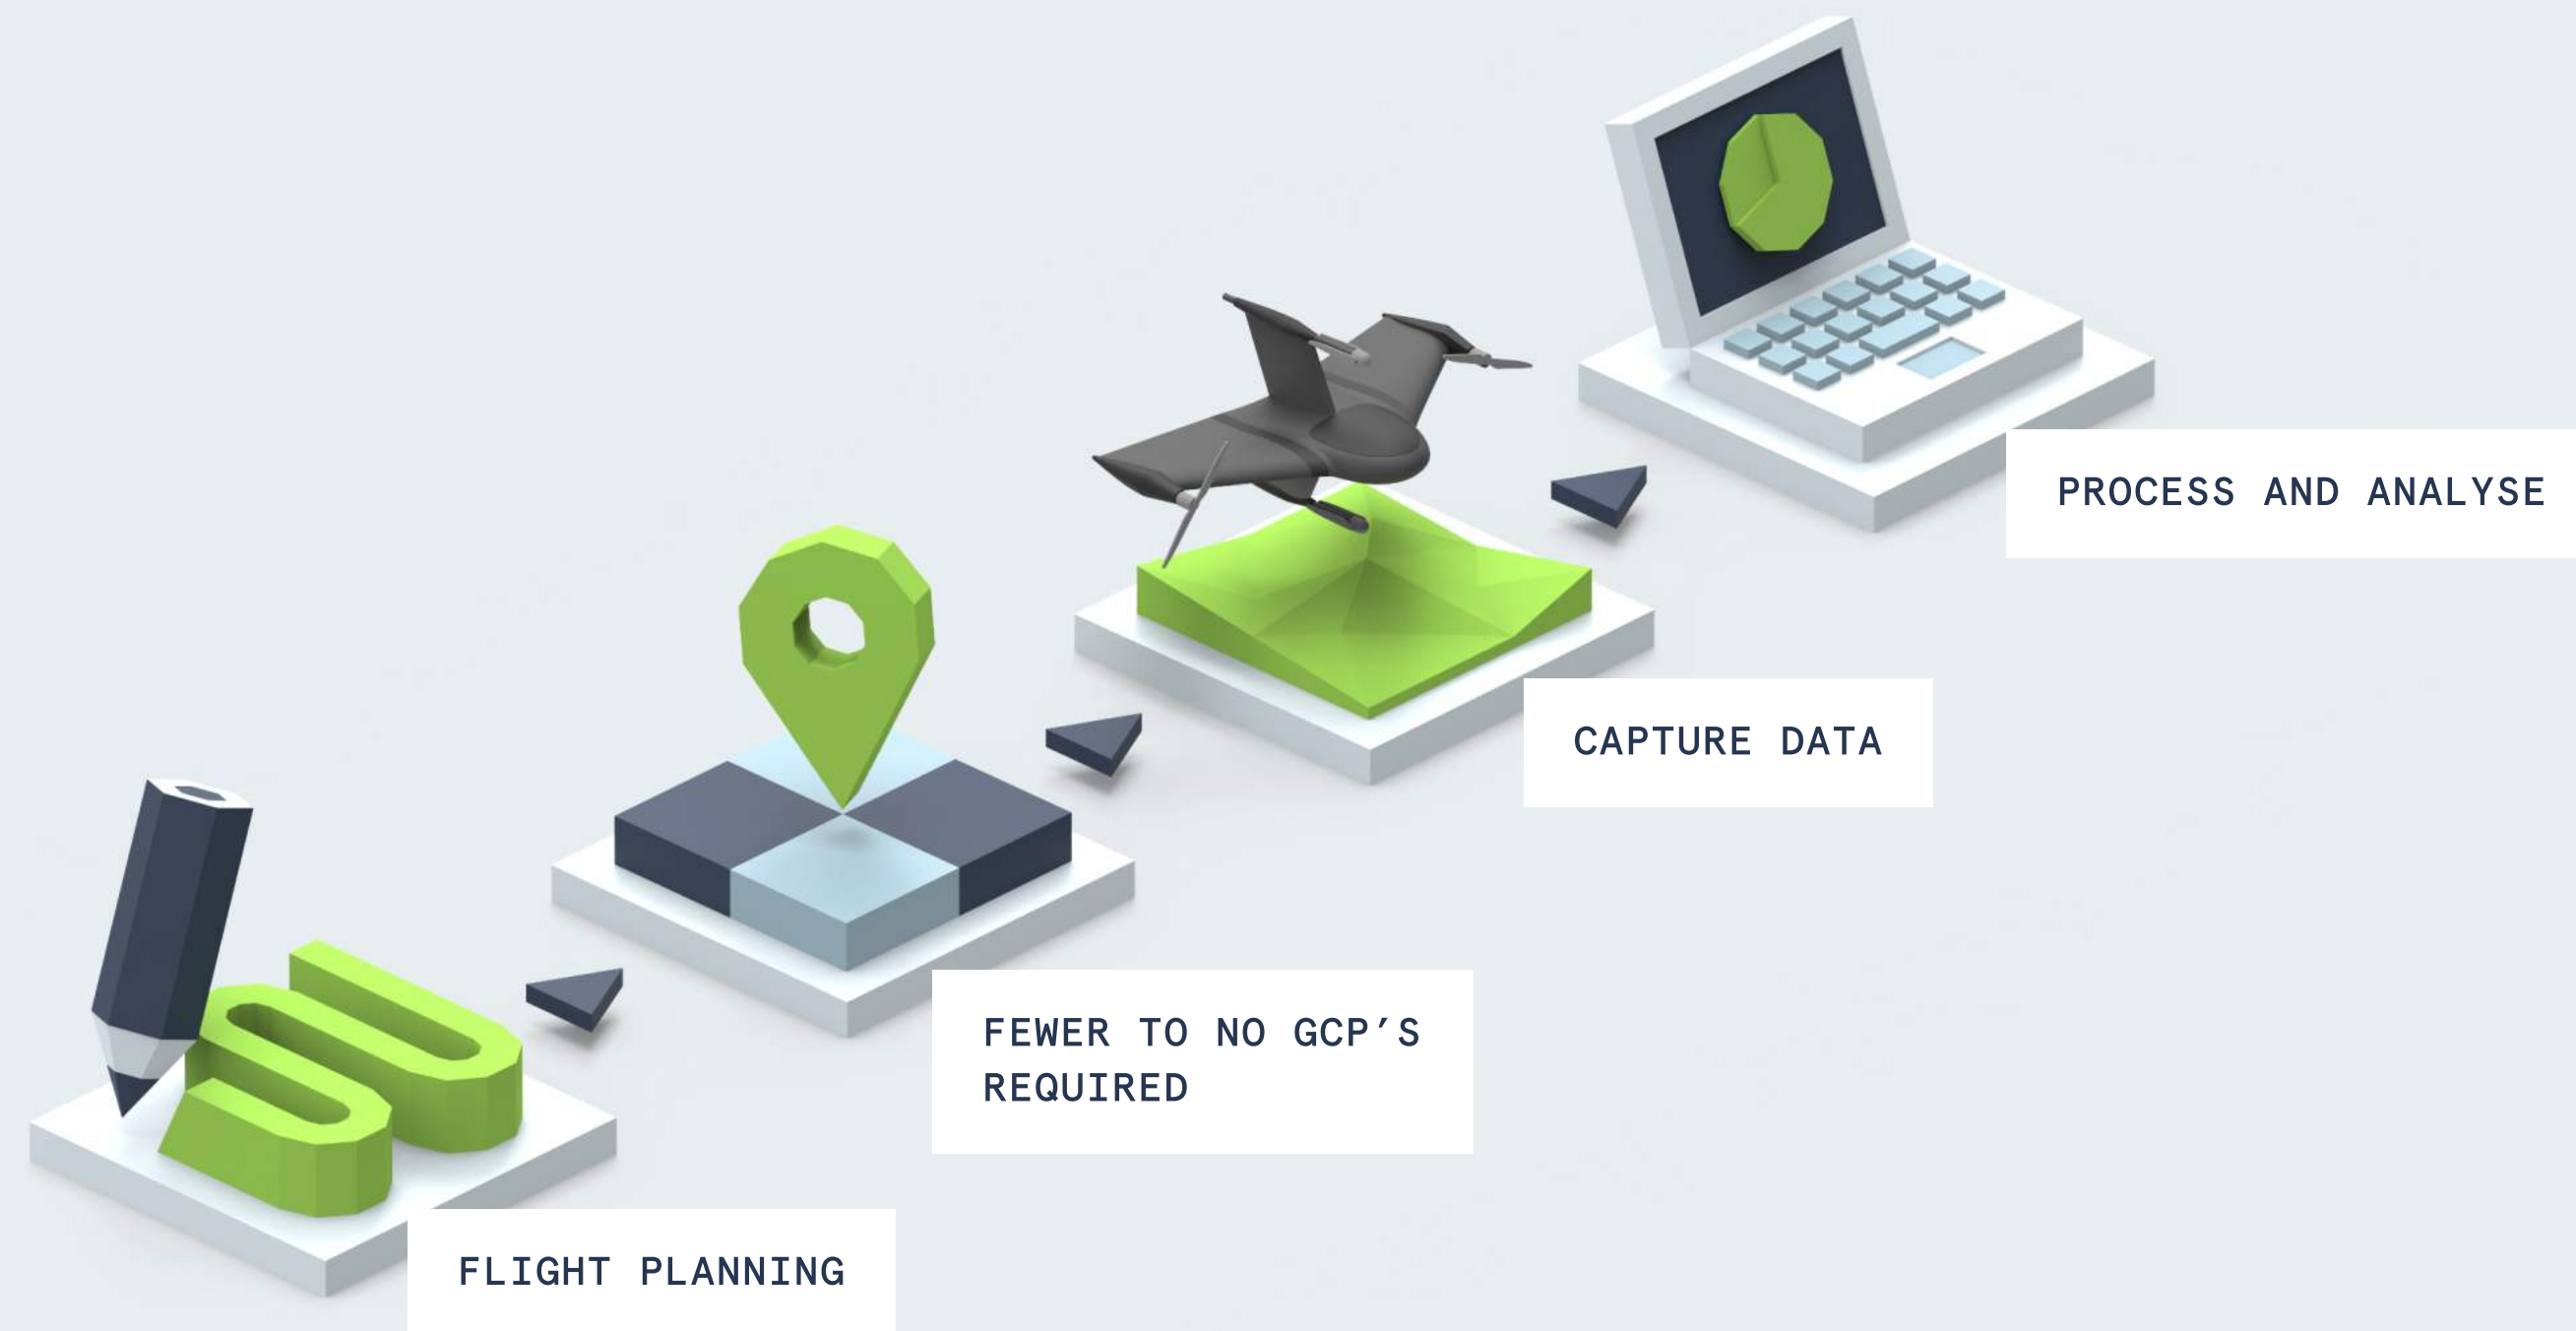 PROCESS AND ANALYSE
CAPTURE DATA
FEWER TO NO GCP’S
REQUIRED
FLIGHT PLANNING